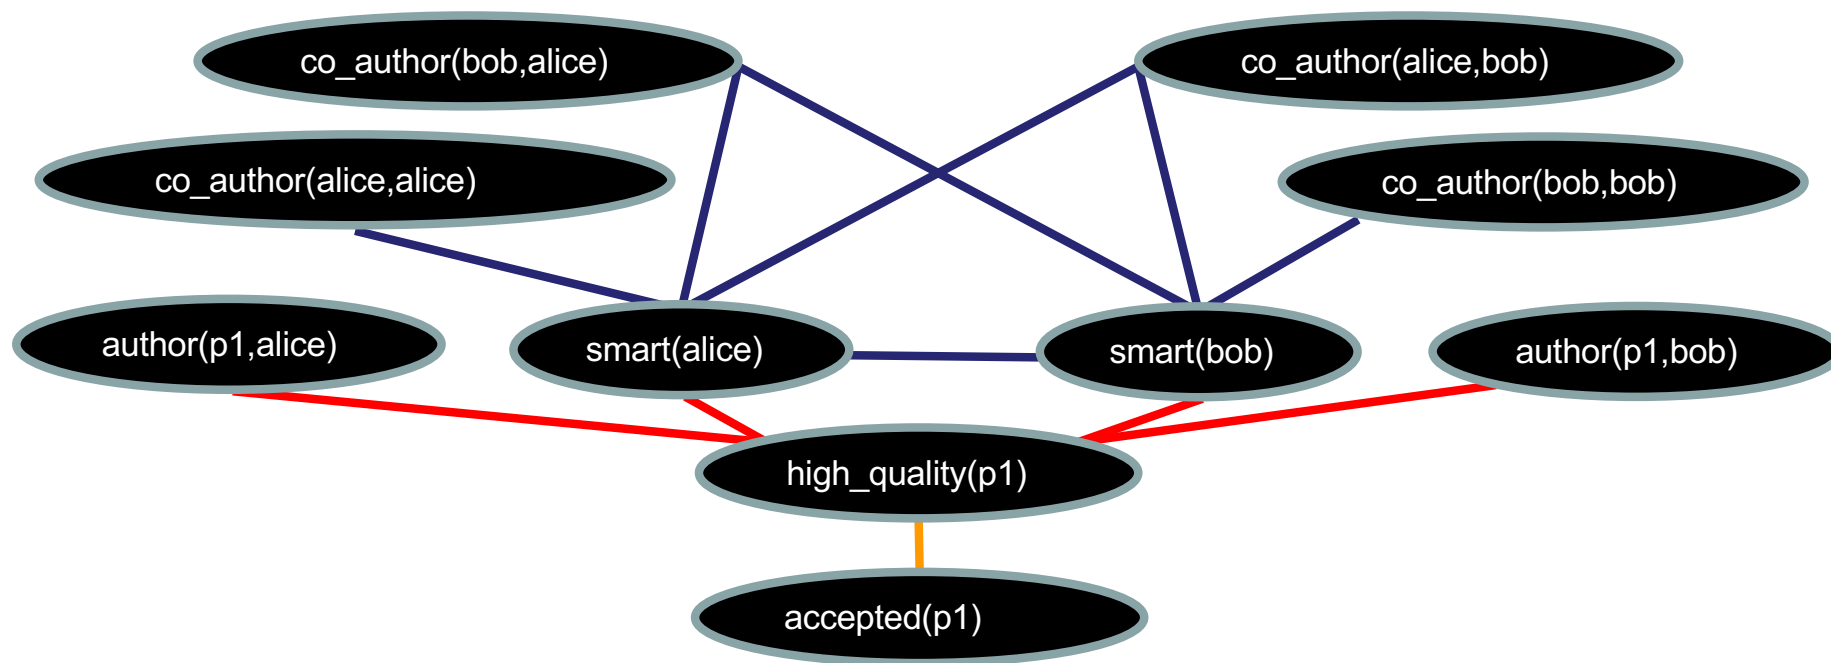 co_author(bob,alice)
co_author(alice,bob)
co_author(alice,alice)
co_author(bob,bob)
author(p1,alice)
smart(alice)
smart(bob)
author(p1,bob)
high_quality(p1)
accepted(p1)